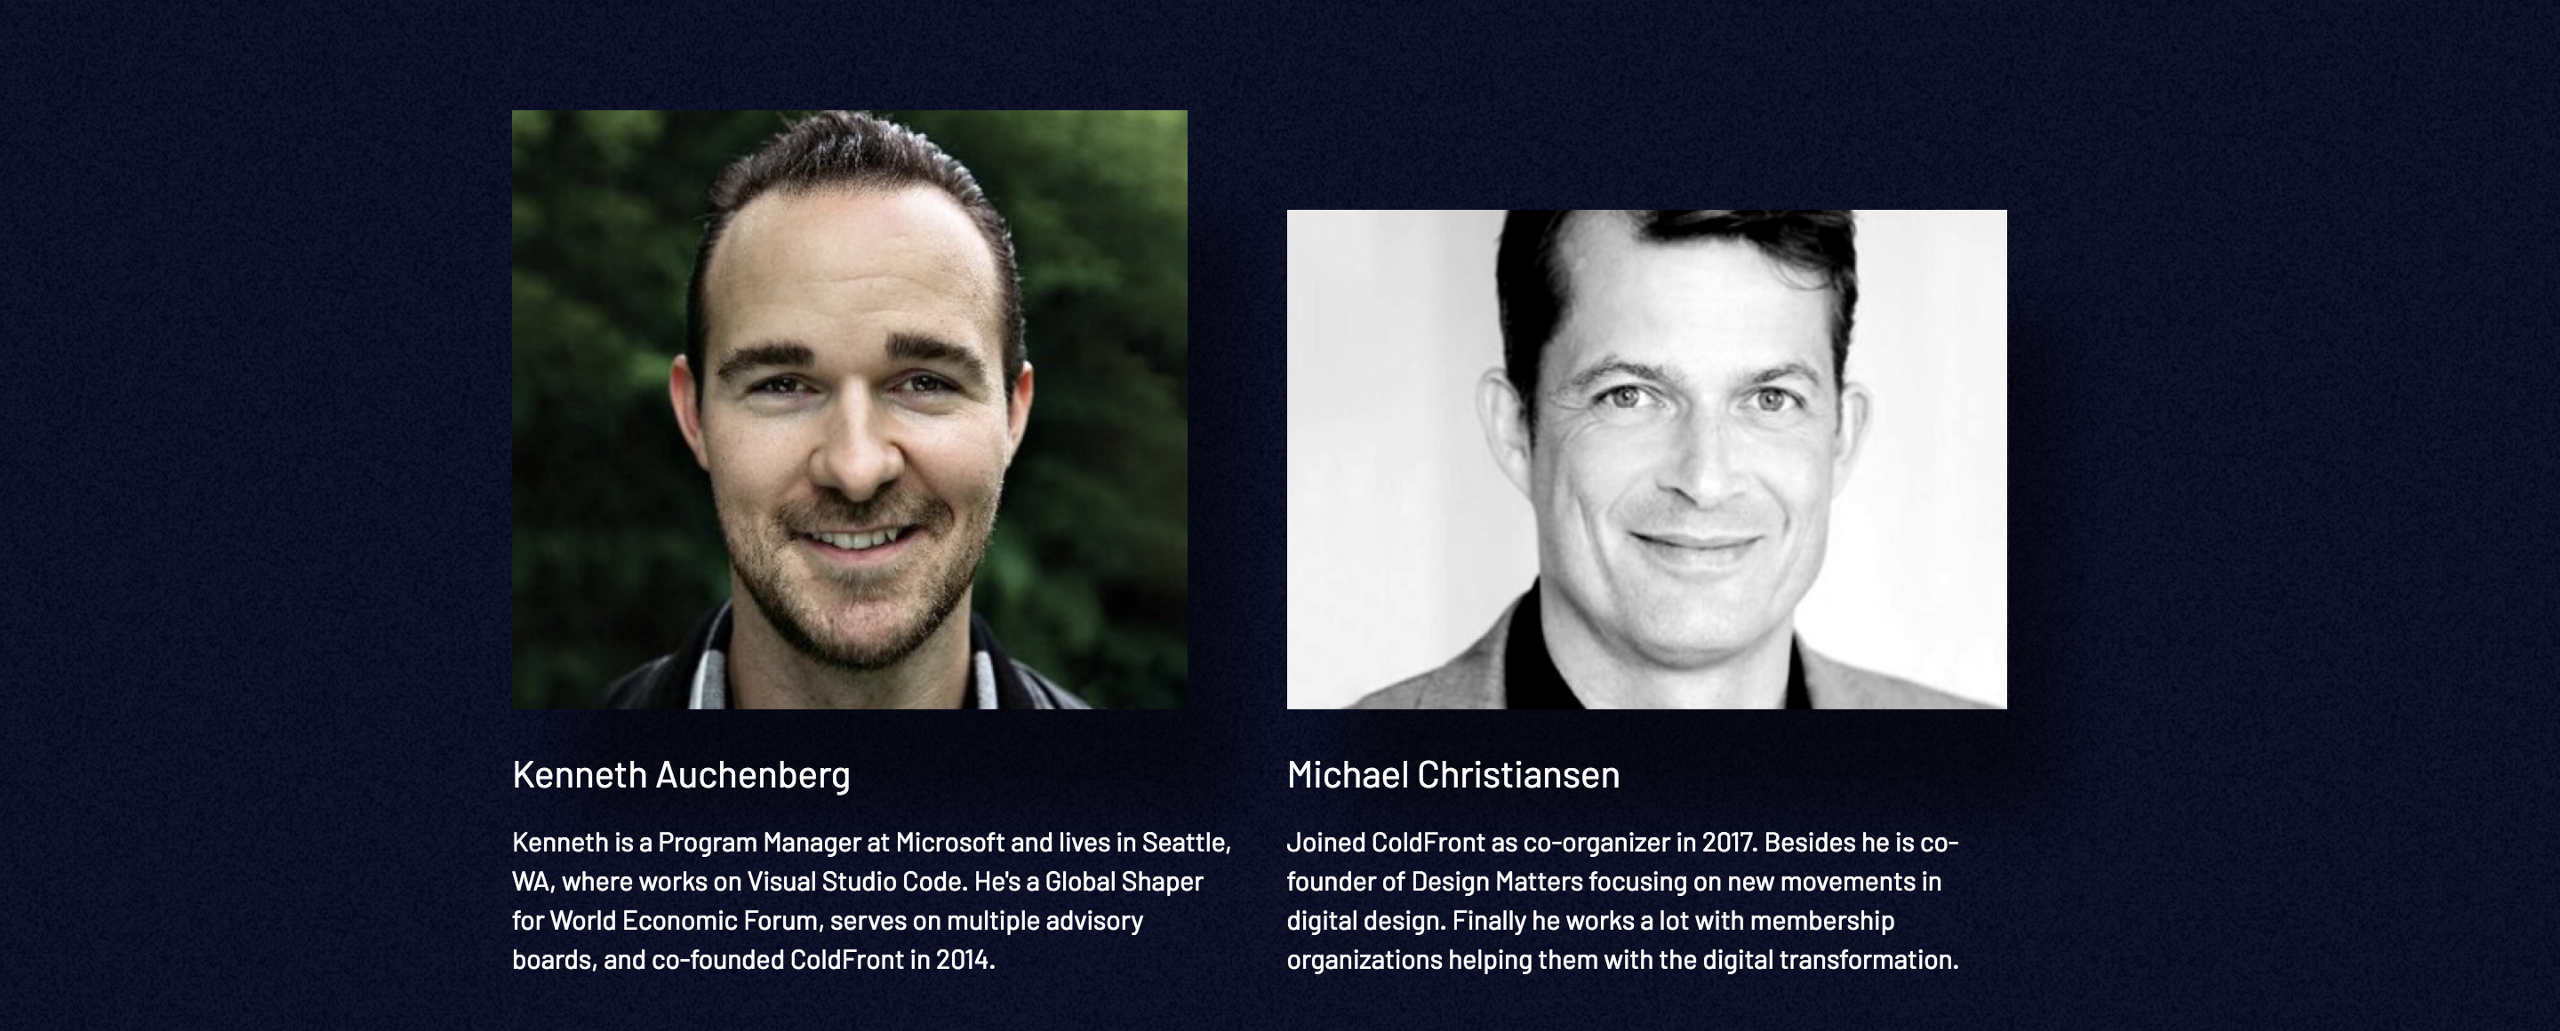 Kenneth Auchenberg
Kenneth is a Program Manager at Microsoft and lives in Seattle,
WA, where works on Visual Studio Code. He's a Global Shaper
for World Economic Forum, serves on multiple advisory
boards, and co-founded ColdFront in 2014.
Michael Christiansen
Joined ColdFront as co-organizer in 2017. Besides he is co-
founder of Design Matters focusing on new movements in
digital design. Finally he works a lot with membership
organizations helping them with the digital transformation.